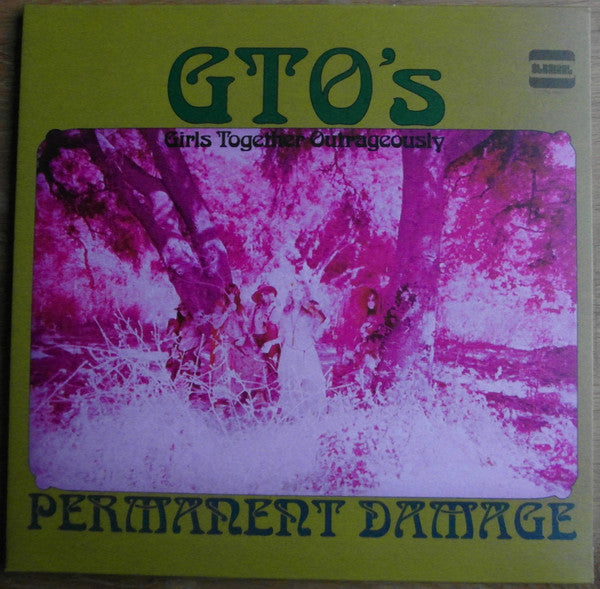 GTO's
Girls Together Outrageously
PERMANENT DAMAGE